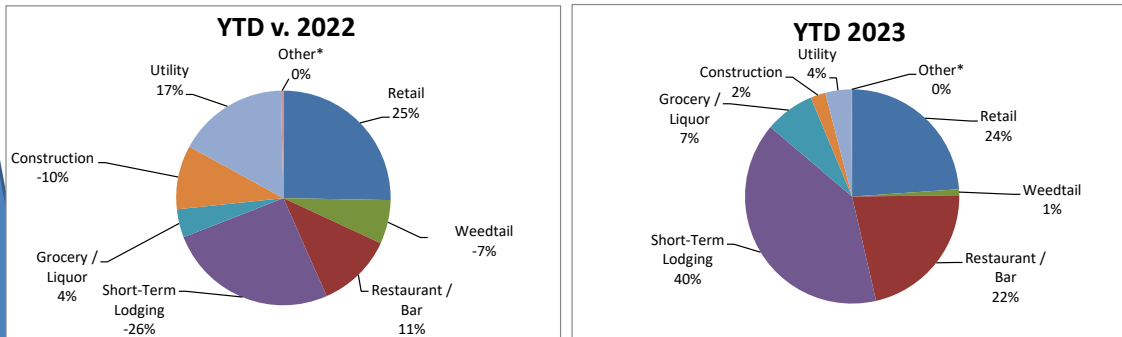 YTD v. 2022
Other*
0%
Utility
17%
Retail
25%
Construction
-10%
Weedtail
-7%
Grocery /
Liquor
4%
Short-Term
Lodging
-26%
Restaurant /
Bar
11%
YTD 2023
Utility
4%
Other*
0%
Construction
2%
Grocery /
Liquor
7%
Retail
24%
Weedtail
1%
Short-Term
Lodging
40%
Restaurant /
Bar
22%